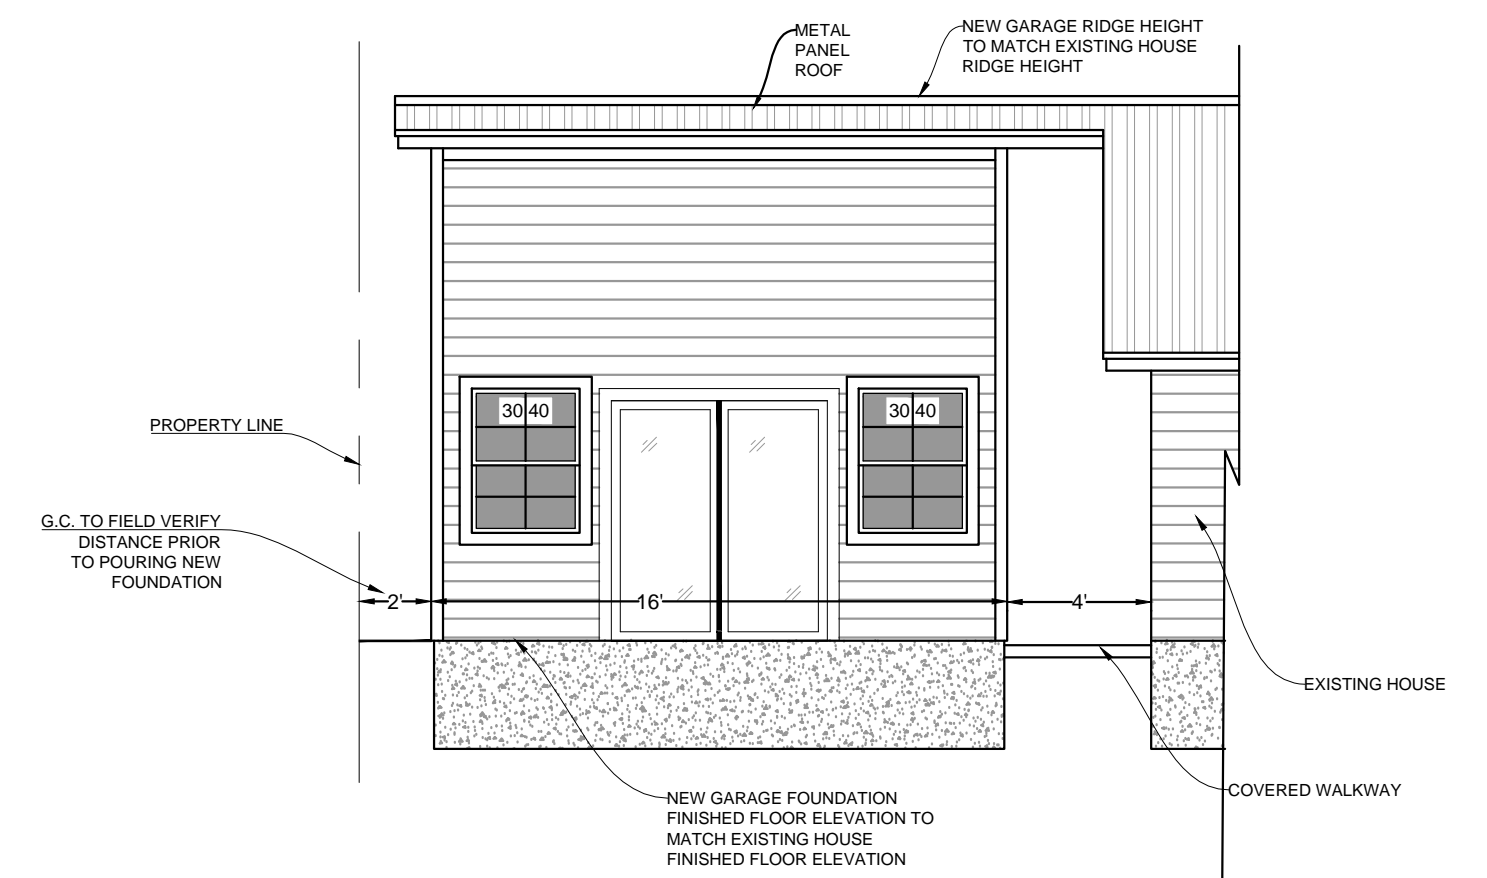 METAL
PANEL
ROOF
NEW GARAGE RIDGE HEIGHT
TO MATCH EXISTING HOUSE
RIDGE HEIGHT
30 40
30 40
PROPERTY LINE
G.C. TO FIELD VERIFY
DISTANCE PRIOR
TO POURING NEW
FOUNDATION
2'
16'
4'
EXISTING HOUSE
COVERED WALKWAY
NEW GARAGE FOUNDATION
FINISHED FLOOR ELEVATION TO
MATCH EXISTING HOUSE
FINISHED FLOOR ELEVATION